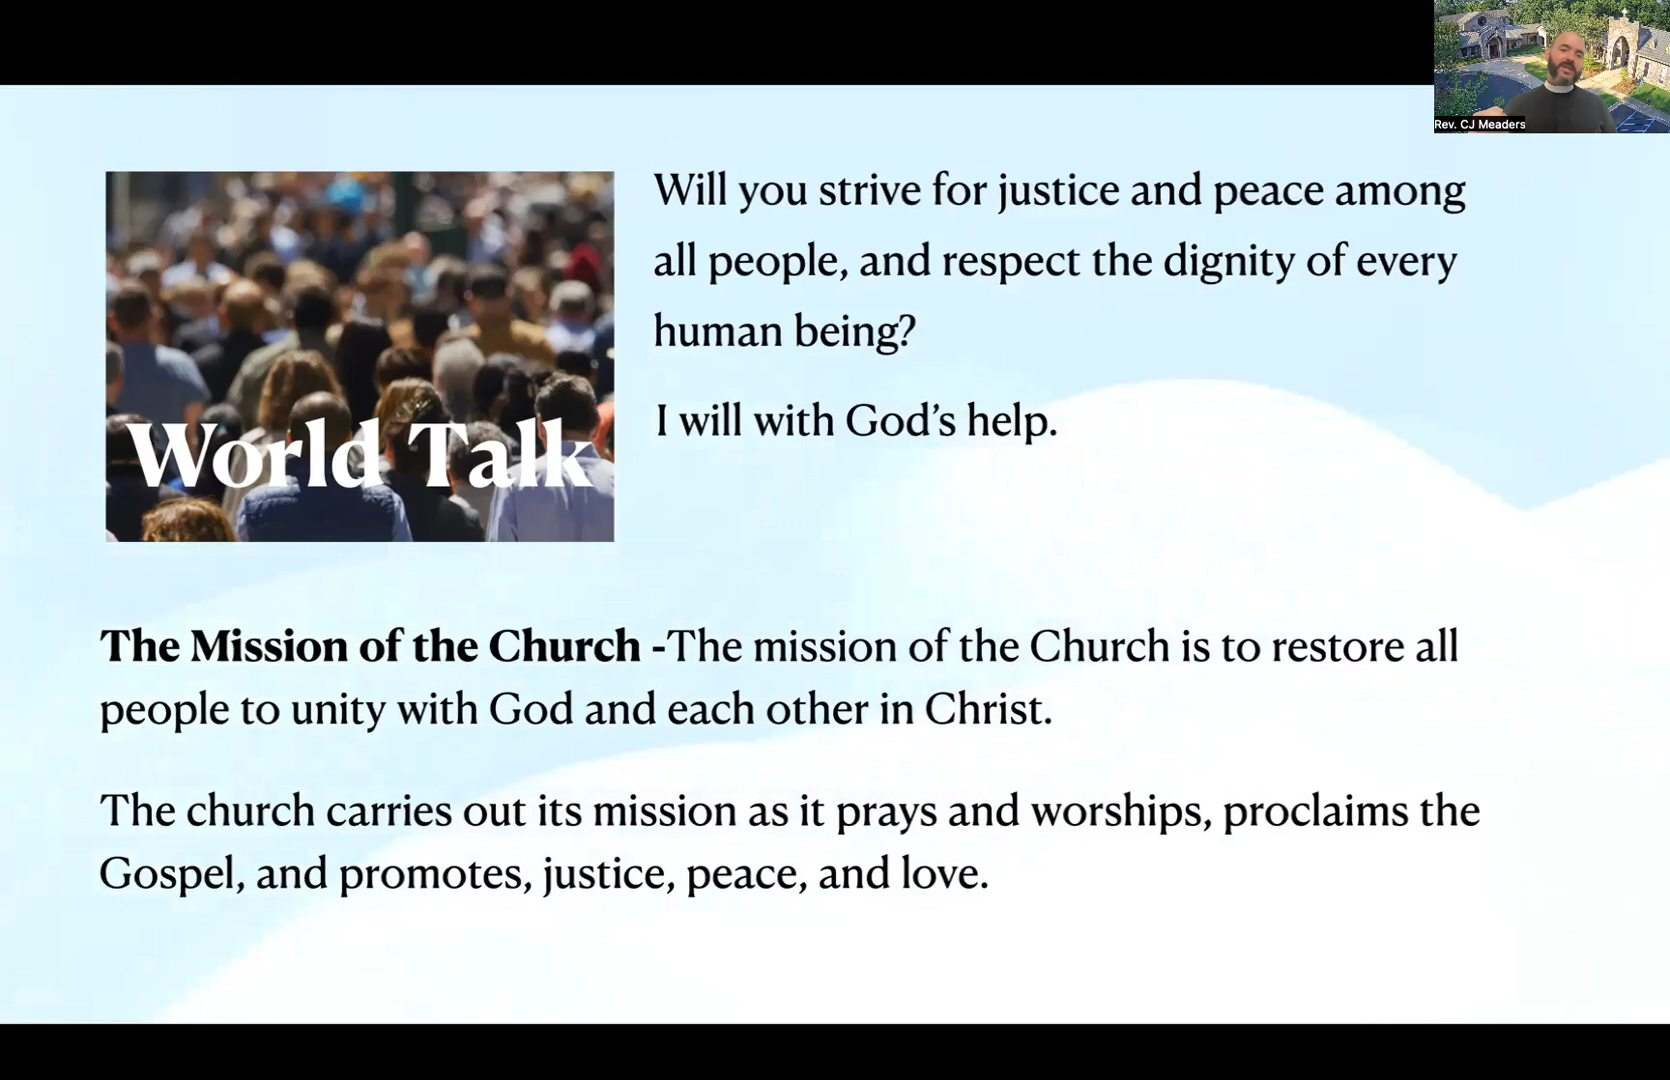 Rev. CJ Meaders
World Talk
Will you strive for justice and peace among
all people, and respect the dignity of every
human being?
I will with God’s help.
The Mission of the Church -The mission of the Church is to restore all
people to unity with God and each other in Christ.
The church carries out its mission as it prays and worships, proclaims the
Gospel, and promotes, justice, peace, and love.